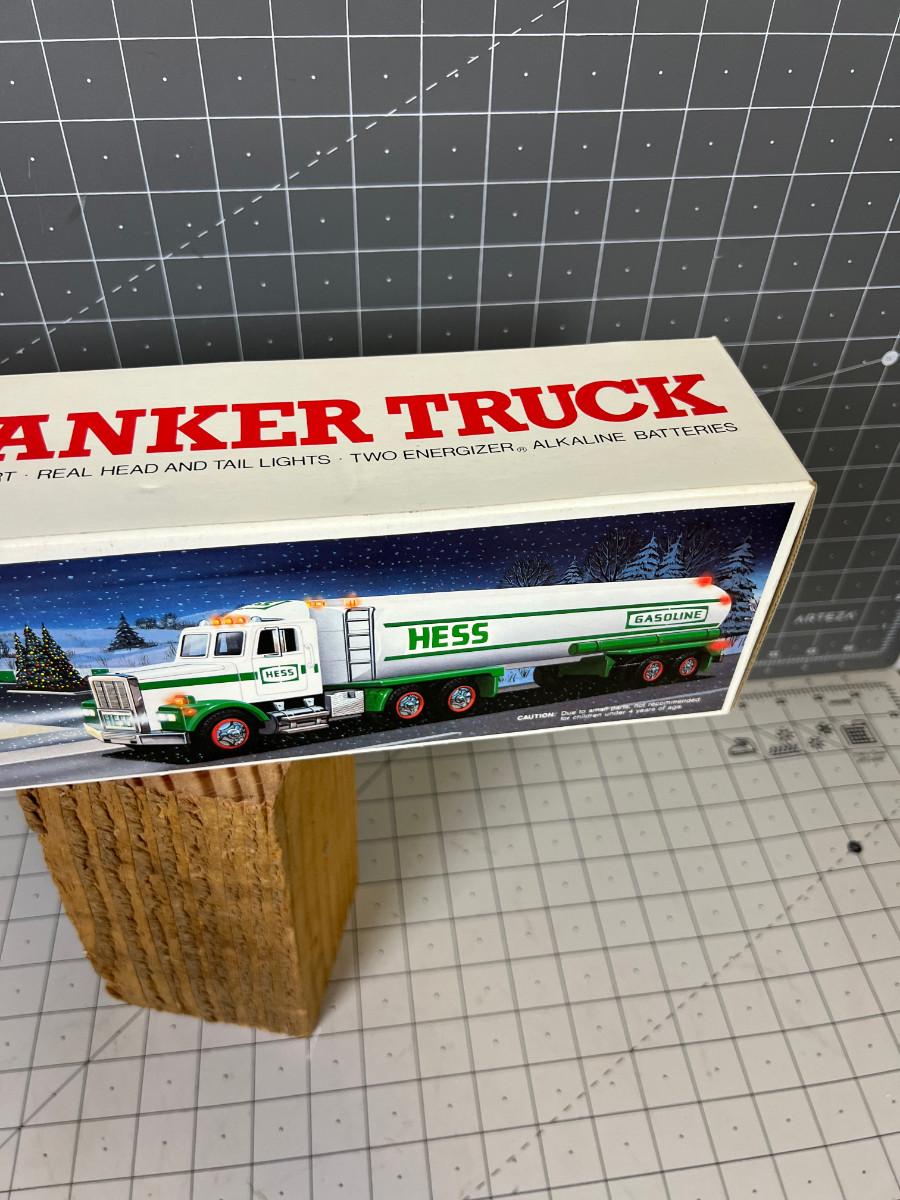 ANKER TRUCK
RT · REAL HEAD AND TAIL LIGHTS · TWO ENERGIZER® ALKALINE BATTERIES
HESS
GASOLINE
HESS
HESS
CAUTION: Due to small parts, not recommended
for children under 4 years of age.
ARTEZA